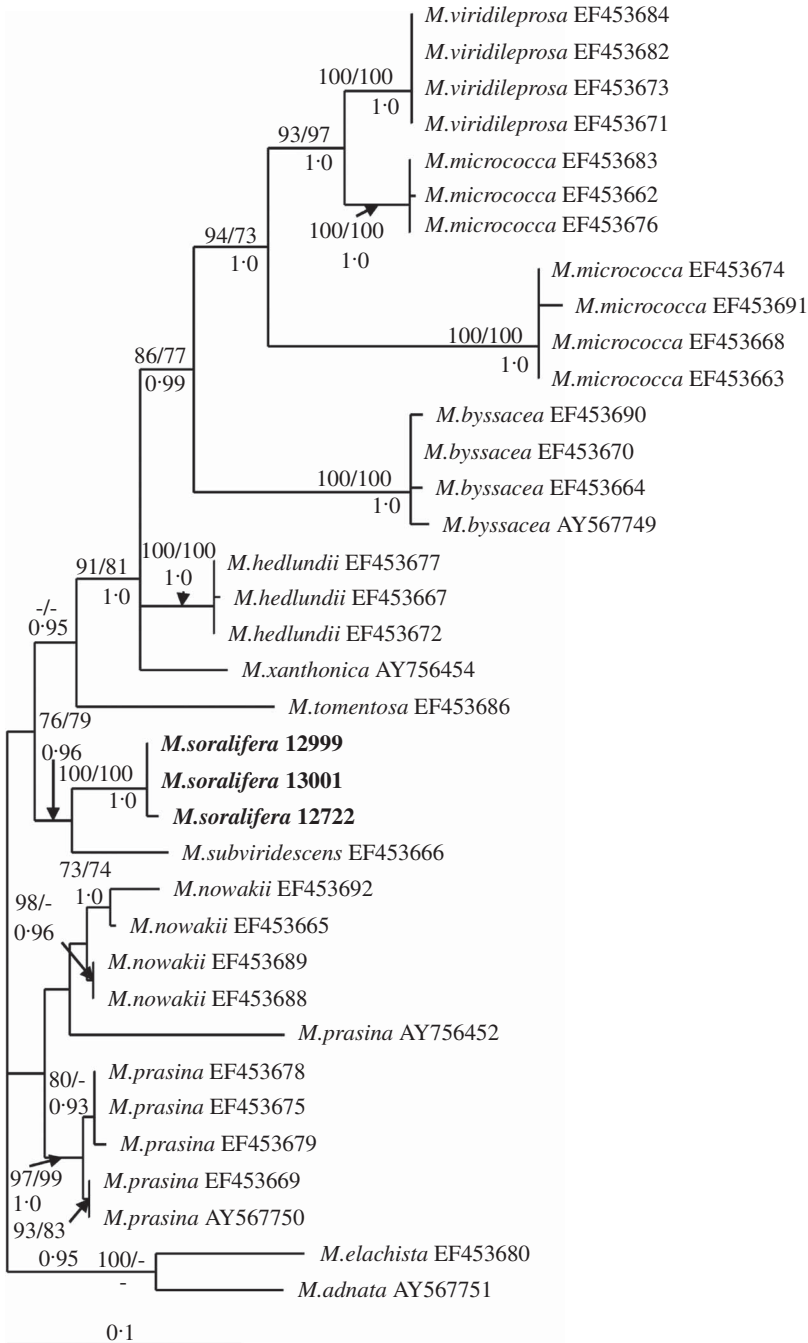 M.viridileprosa EF453684
M.viridileprosa EF453682
100/100
M.viridileprosa EF453673
1·0
M.viridileprosa EF453671
93/97
1·0
M.micrococca EF453683
M.micrococca EF453662
M.micrococca EF453676
100/100
1·0
94/73
1·0
M.micrococca EF453674
M.micrococca EF453691
100/100
M.micrococca EF453668
1·0
M.micrococca EF453663
86/77
0·99
M.byssacea EF453690
M.byssacea EF453670
100/100
M.byssacea EF453664
1·0
M.byssacea AY567749
100/100
M.hedlundii EF453677
91/81
1·0
1·0
M.hedlundii EF453667
-/-
0·95
M.hedlundii EF453672
M.xanthonica AY756454
M.tomentosa EF453686
76/79
0·96
M.soralifera 12999
100/100
M.soralifera 13001
1·0
M.soralifera 12722
M.subviridescens EF453666
73/74
1·0
M.nowakii EF453692
98/-
0·96
M.nowakii EF453665
M.nowakii EF453689
M.nowakii EF453688
M.prasina AY756452
80/-
0·93
M.prasina EF453678
M.prasina EF453675
M.prasina EF453679
97/99
1·0
M.prasina EF453669
93/83
M.prasina AY567750
0·95
100/-
-
M.elachista EF453680
M.adnata AY567751
0·1